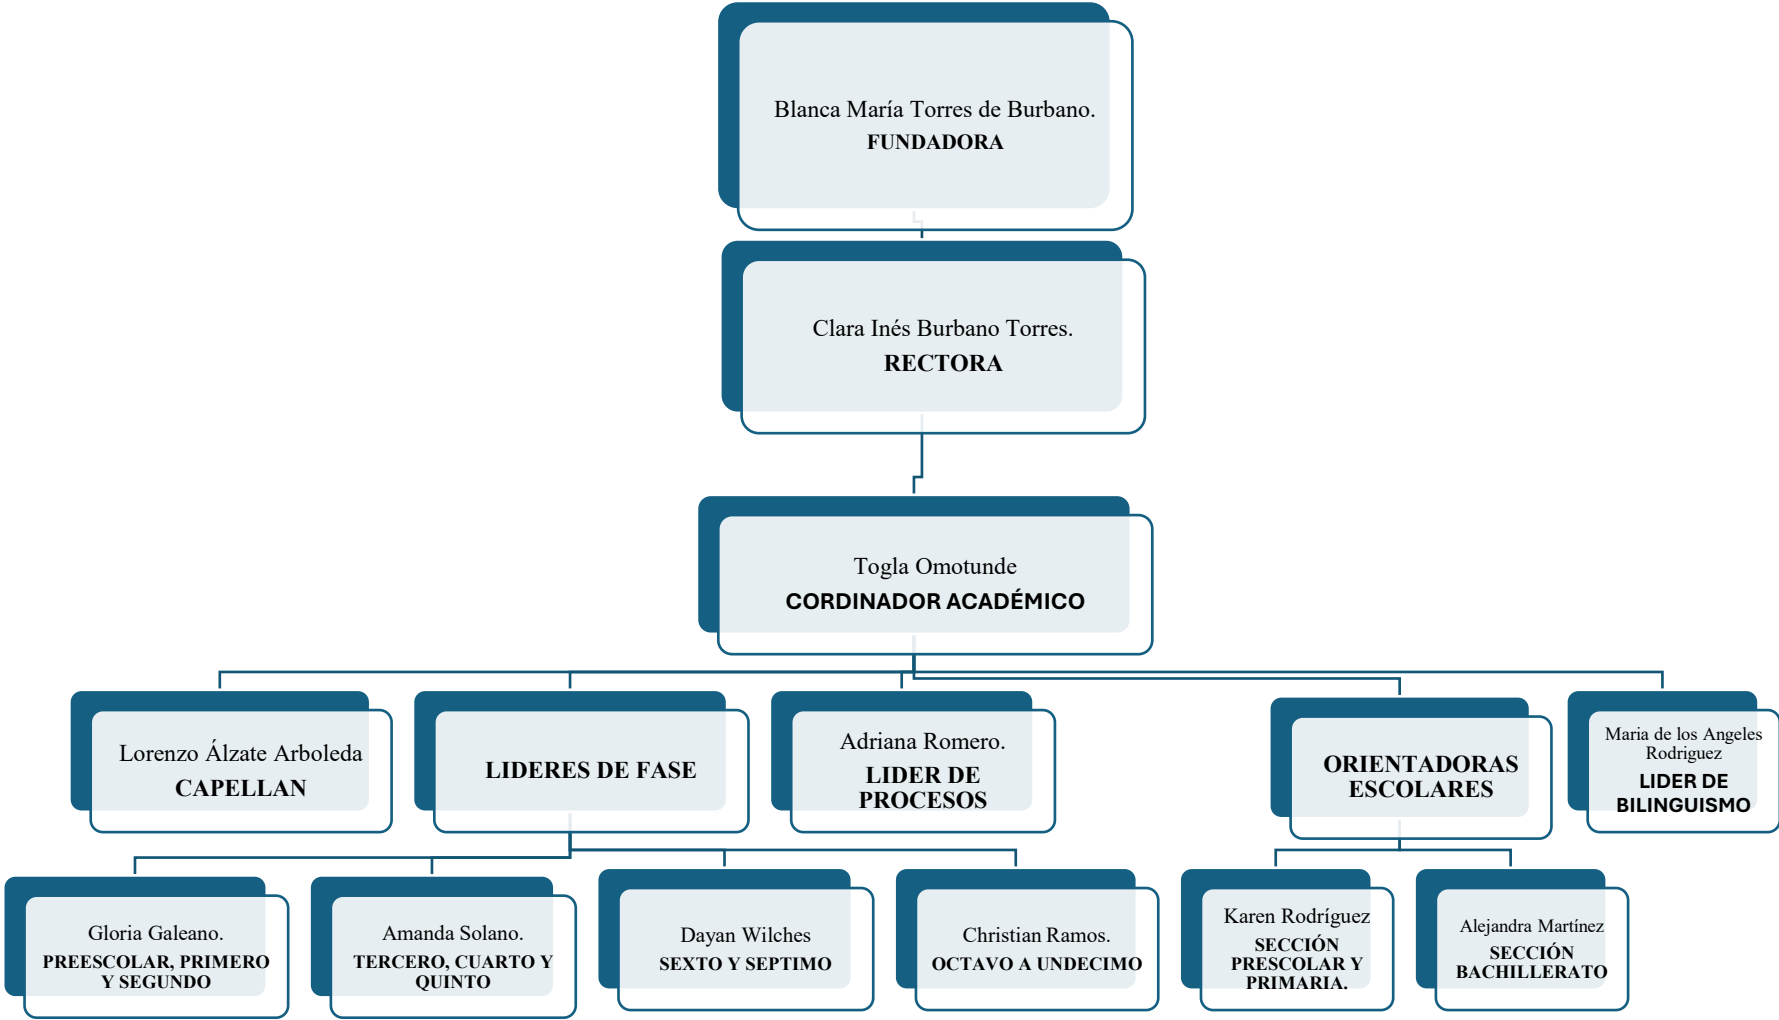 Blanca María Torres de Burbano.
FUNDADORA
Clara Inés Burbano Torres.
RECTORA
Togla Omotunde
CORDINADOR ACADÉMICO
Lorenzo Álzate Arboleda
CAPELLAN
LIDERES DE FASE
Adriana Romero.
LIDER DE
PROCESOS
ORIENTADORAS
ESCOLARES
Maria de los Angeles
Rodriguez
LIDER DE
BILINGUISMO
Gloria Galeano.
PREESCOLAR, PRIMERO
Y SEGUNDO
Amanda Solano.
TERCERO, CUARTO Y
QUINTO
Dayan Wilches
SEXTO Y SEPTIMO
Christian Ramos.
OCTAVO A UNDECIMO
Karen Rodríguez
SECCIÓN
PRESCOLAR Y
PRIMARIA.
Alejandra Martínez
SECCIÓN
BACHILLERATO